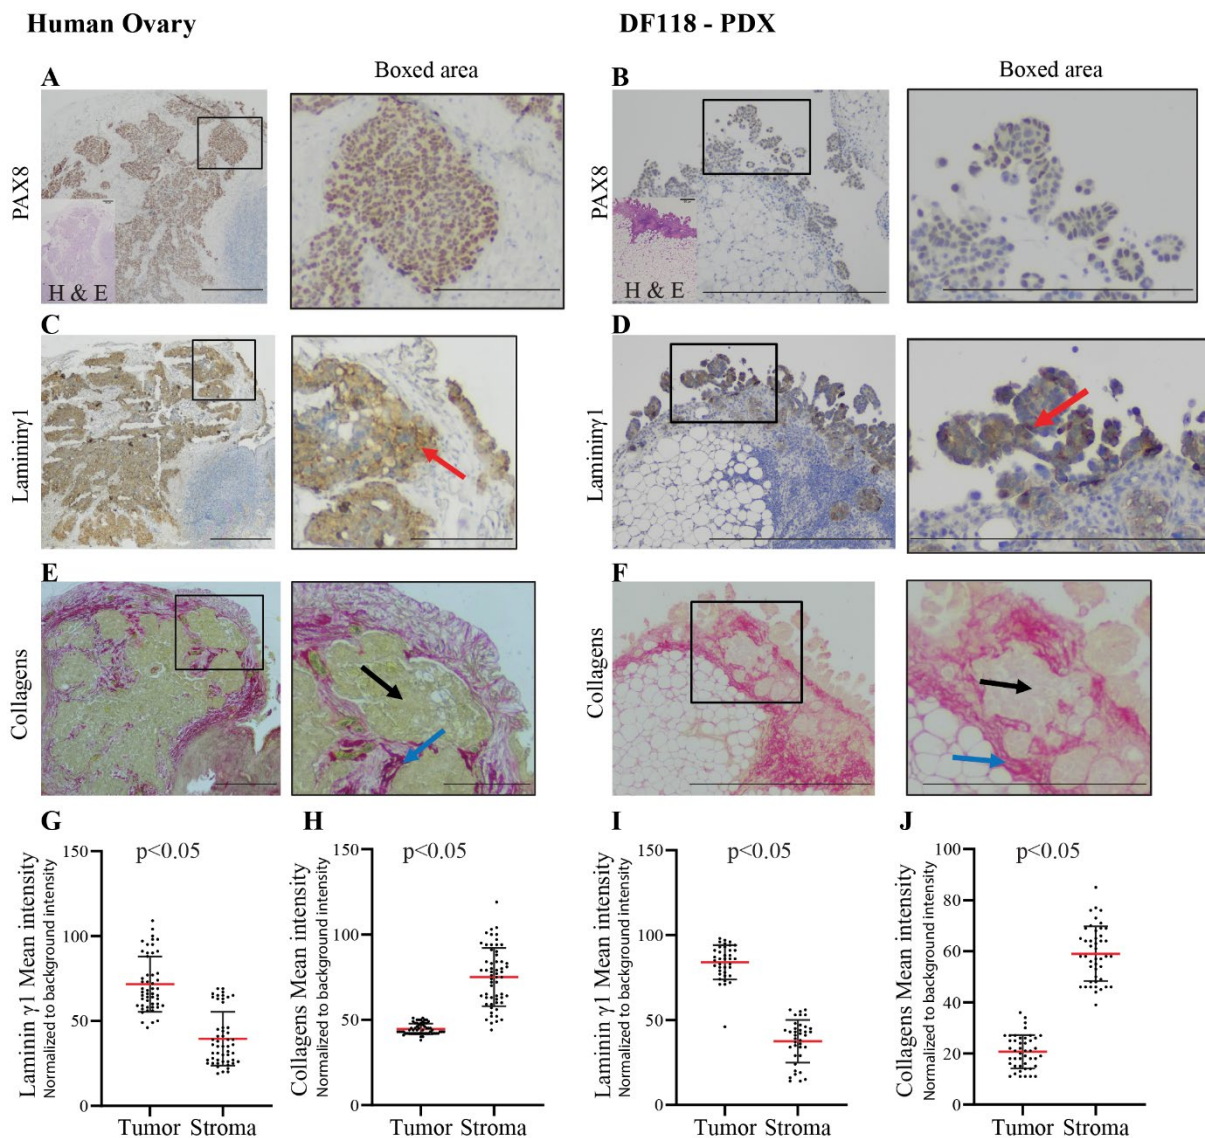 Human Ovary
DF118 - PDX
A
Boxed area
B
Boxed area
PAX8
H & E
PAX8
H & E
C
D
Lamininγ1
Lamininγ1
E
F
Collagens
Collagens
G
H
I
J
Laminin γ1 Mean intensity
Normalized to background intensity
150
100
50
0
p<0.05
Tumor Stroma
Collagens Mean intensity
Normalized to background intensity
150
100
50
0
p<0.05
Tumor Stroma
Laminin γ1 Mean intensity
Normalized to background intensity
150
100
50
0
p<0.05
Tumor Stroma
Collagens Mean intensity
Normalized to background intensity
100
80
60
40
20
0
p<0.05
Tumor Stroma